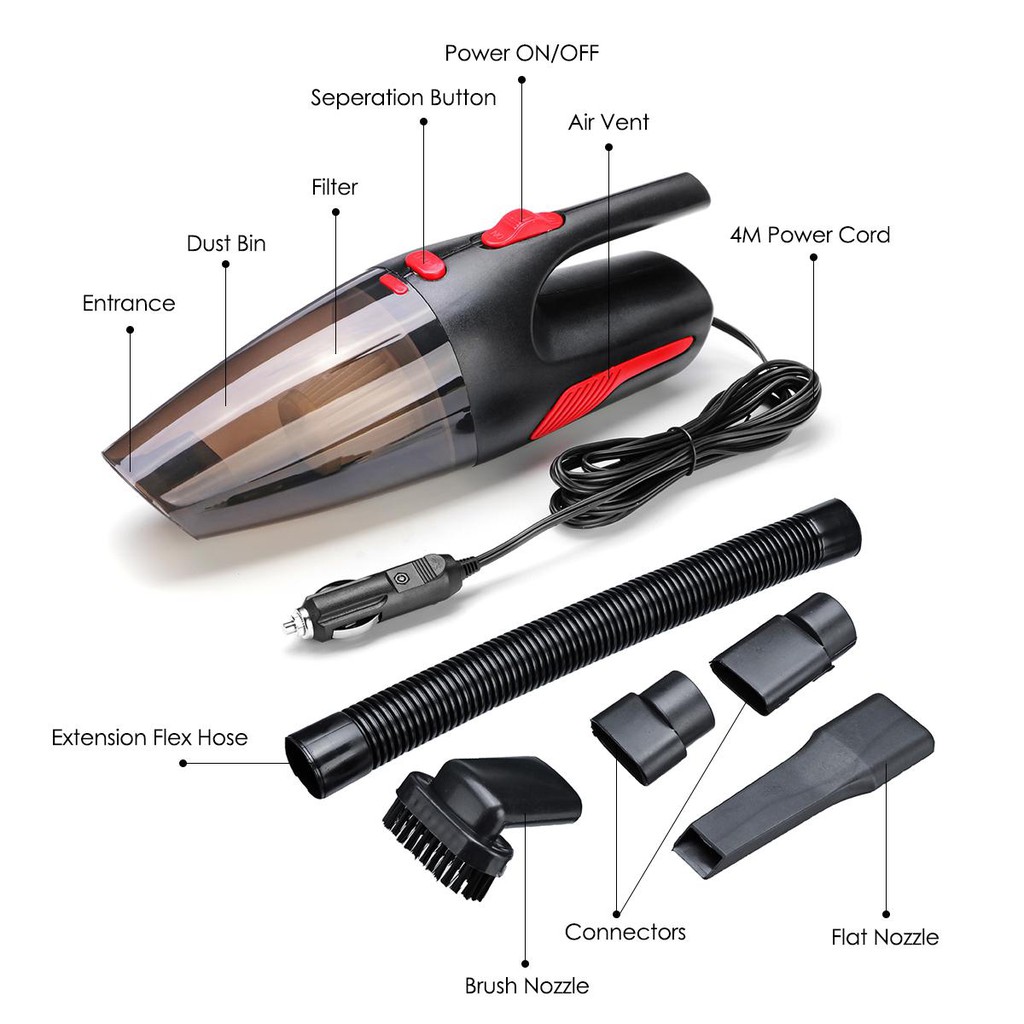 Power ON/OFF
Seperation Button
Air Vent
Filter
4M Power Cord
Dust Bin
Entrance
Extension Flex Hose
Connectors
Flat Nozzle
Brush Nozzle